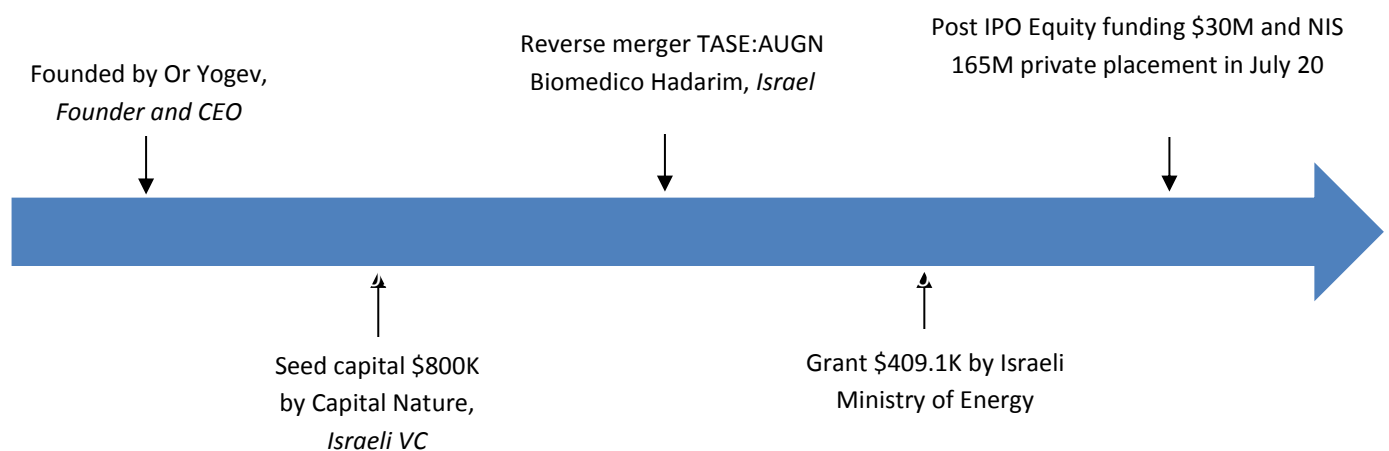 Founded by Or Yogev,
Founder and CEO
Seed capital $800K
by Capital Nature,
Israeli VC
Reverse merger TASE:AUGN
Biomedico Hadarim, Israel
Grant $409.1K by Israeli
Ministry of Energy
Post IPO Equity funding $30M and NIS
165M private placement in July 20